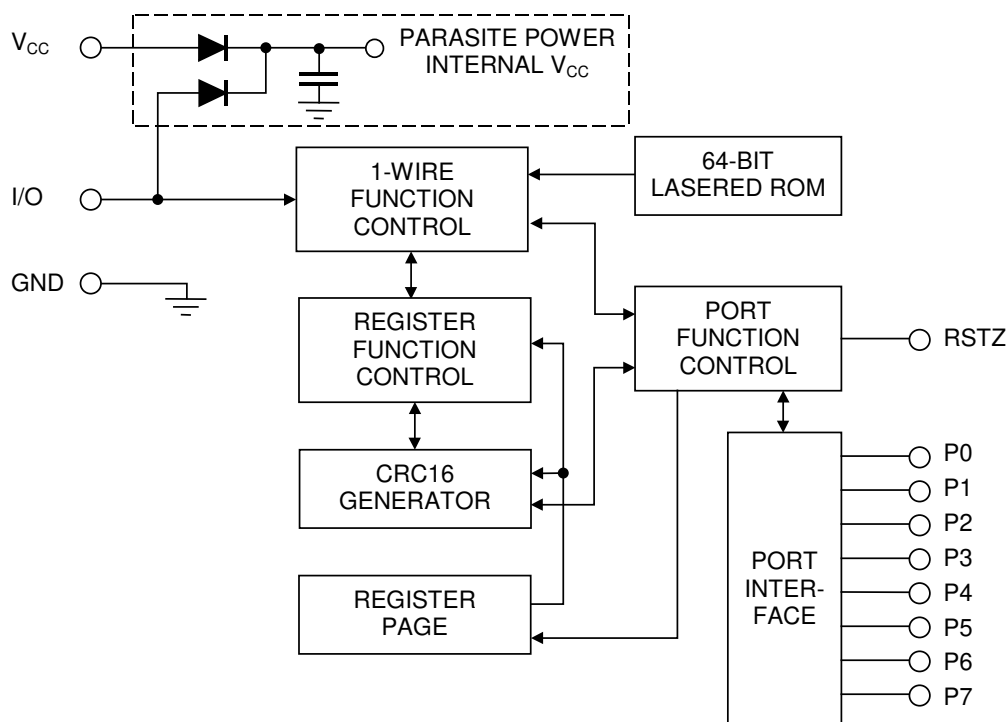 VCC
PARASITE POWER
INTERNAL VCC
64-BIT
LASERED ROM
1-WIRE
FUNCTION
CONTROL
I/O
GND
REGISTER
FUNCTION
CONTROL
PORT
FUNCTION
CONTROL
RSTZ
CRC16
GENERATOR
REGISTER
PAGE
PORT
INTER-
FACE
P0
P1
P2
P3
P4
P5
P6
P7